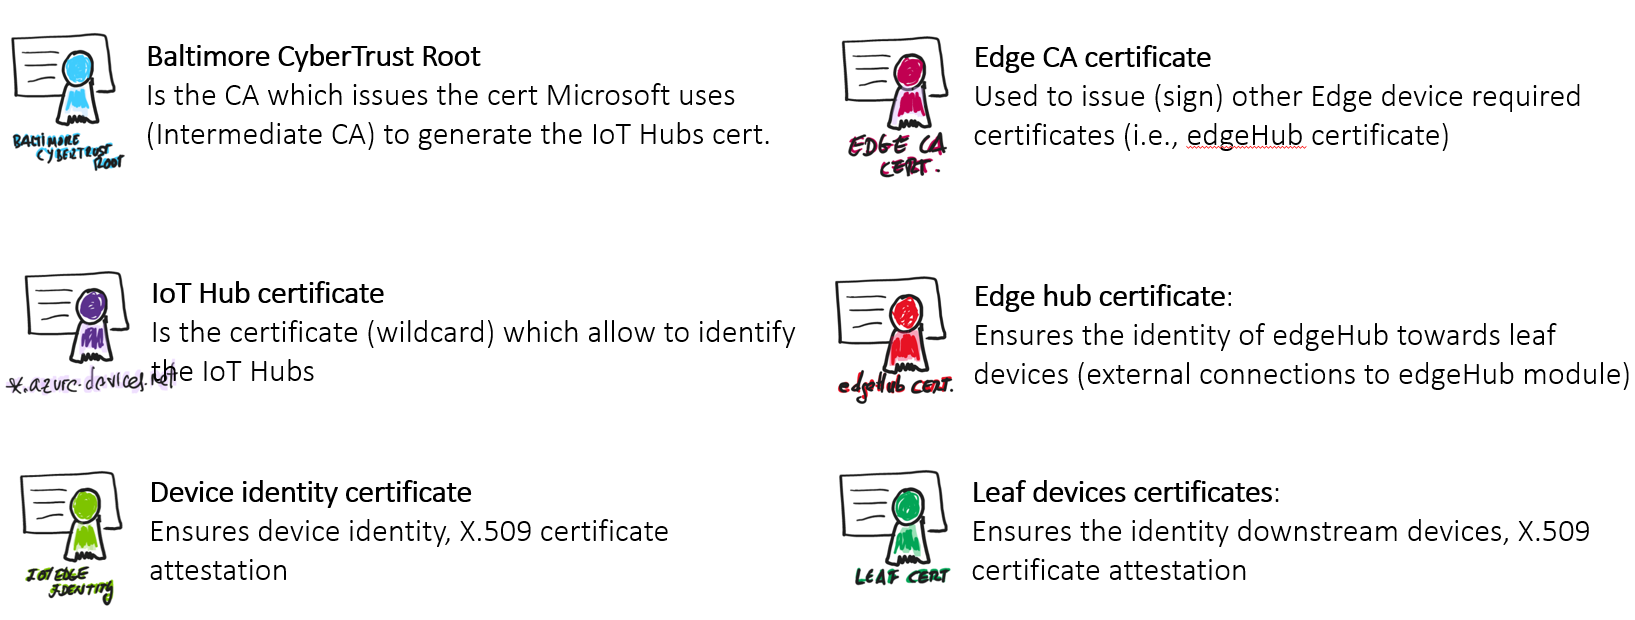 Baltimore CyberTrust Root
Is the CA which issues the cert Microsoft uses
(Intermediate CA) to generate the IoT Hubs cert.
BALTIMORE
CYBERTRUST
ROOT
Edge CA certificate
Used to issue (sign) other Edge device required
certificates (i.e., edgeHub certificate)
EDGE CA
CERT.
IoT Hub certificate
Is the certificate (wildcard) which allow to identify
the IoT Hubs
*.azure-devices.net
Edge hub certificate:
Ensures the identity of edgeHub towards leaf
devices (external connections to edgeHub module)
edgeHub CERT.
Device identity certificate
Ensures device identity, X.509 certificate
attestation
IOT EDGE
IDENTITY
Leaf devices certificates:
Ensures the identity downstream devices, X.509
certificate attestation
LEAF CERT